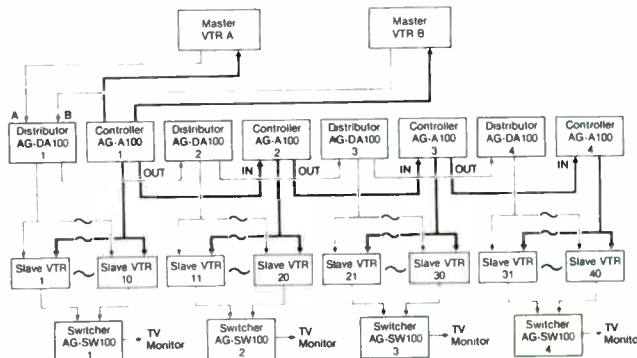 Master
VTR A
Master
VTR B
A
B
Distributor
AG-DA100
1
Controller
AG-A100
1
Distributor
AG-DA100
2
Controller
AG-A100
2
Distributor
AG-DA100
3
Controller
AG-A100
3
Distributor
AG-DA100
4
Controller
AG-A100
4
OUT
IN
OUT
IN
OUT
IN
Slave VTR
1
Slave VTR
10
Slave VTR
11
Slave VTR
20
Slave VTR
21
Slave VTR
30
Slave VTR
31
Slave VTR
40
Switcher
AG-SW100
1
TV
Monitor
Switcher
AG-SW100
2
TV
Monitor
Switcher
AG-SW100
3
TV
Monitor
Switcher
AG-SW100
4
TV
Monitor